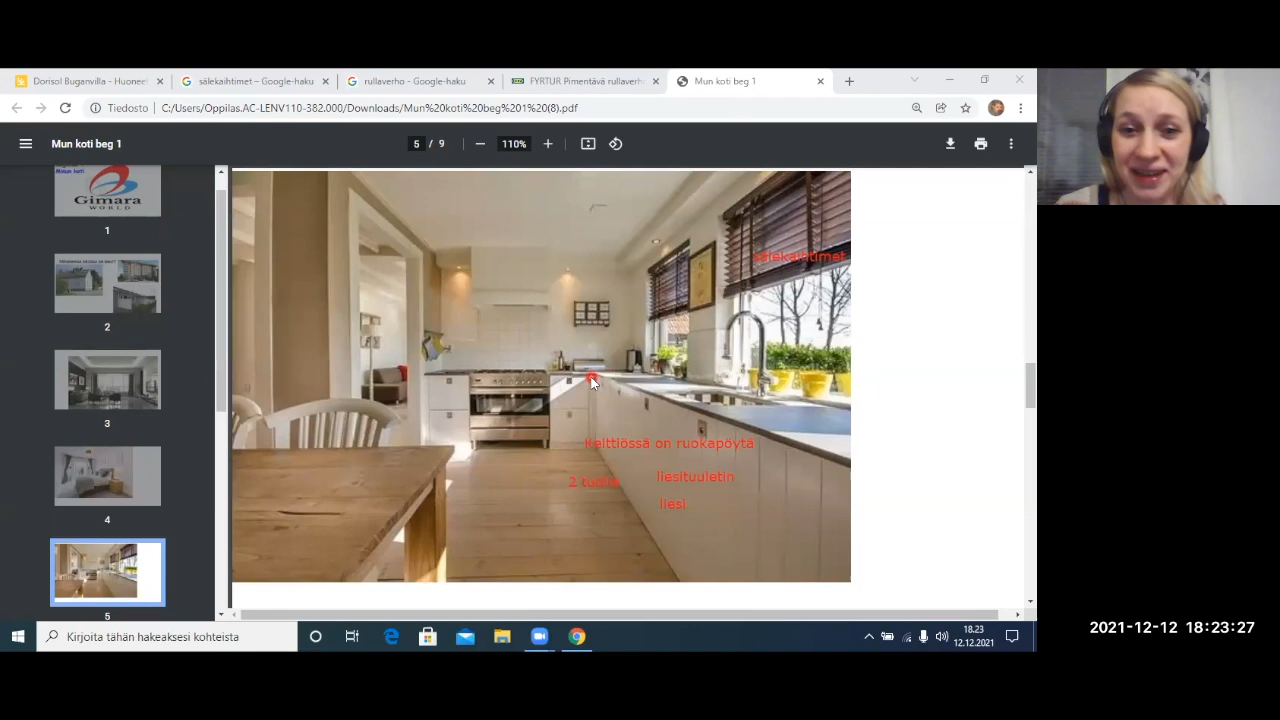 Dorisol Buganvilla - Huoneet
sälekaihtimet – Google-haku
rullaverho - Google-haku
FYRTUR Pimentävä rullaverho
Mun koti beg 1
Tiedosto
C:/Users/Oppilas.AC-LENV110-382.000/Downloads/Mun%20koti%20beg%201%20(8).pdf
Mun koti beg 1
5 / 9
110%
Gimara
WORLD
1
2
3
4
5
sälekaihtimet
Keittiössä on ruokapöytä
liesituuletin
2 tuolia
liesi
Kirjoita tähän hakeaksesi kohteista
18.23
12.12.2021
2021-12-12 18:23:27